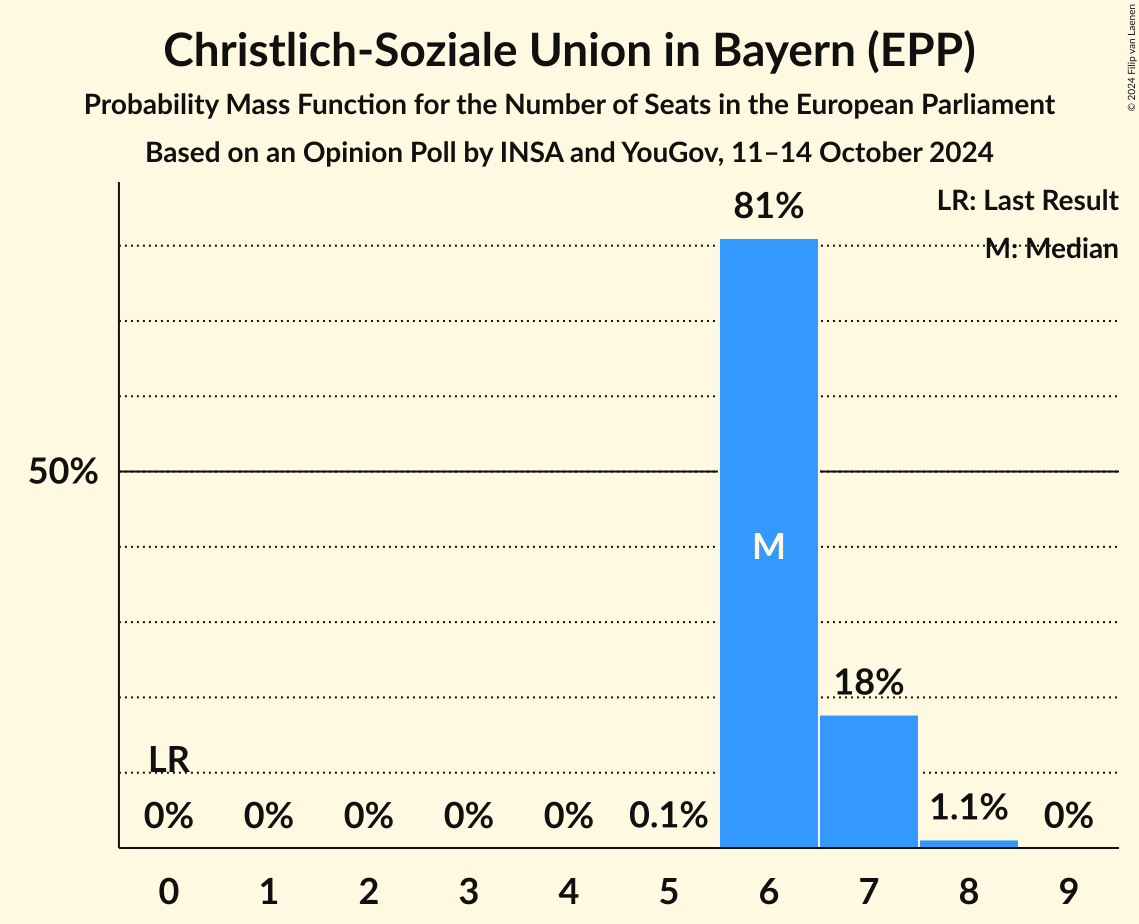 Christlich-Soziale Union in Bayern (EPP)
Probability Mass Function for the Number of Seats in the European Parliament
Based on an Opinion Poll by INSA and YouGov, 11–14 October 2024
© 2024 Filip van Laenen
LR: Last Result
M: Median
81%
50%
M
18%
LR
0% 0% 0% 0% 0% 0.1% 1.1% 0%
0 1 2 3 4 5 6 7 8 9